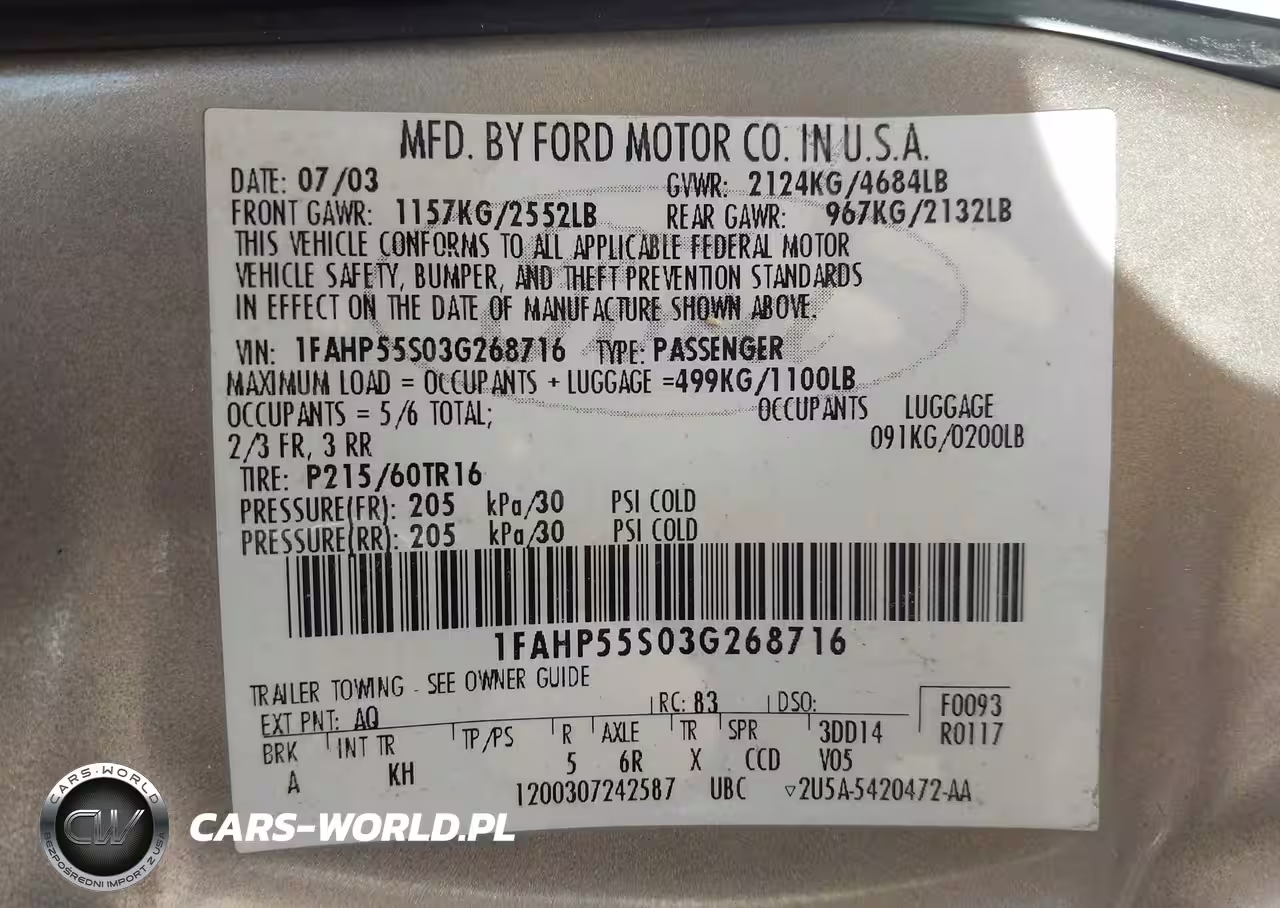 MFD. BY FORD MOTOR CO. IN U.S.A.
DATE: 07/03 GVWR: 2124KG/4684LB
FRONT GAWR: 1157KG/2552LB REAR GAWR: 967KG/2132LB
THIS VEHICLE CONFORMS TO ALL APPLICABLE FEDERAL MOTOR
VEHICLE SAFETY, BUMPER, AND THEFT PREVENTION STANDARDS
IN EFFECT ON THE DATE OF MANUFACTURE SHOWN ABOVE.
VIN: 1FAHP55S03G268716 TYPE: PASSENGER
MAXIMUM LOAD = OCCUPANTS + LUGGAGE =499KG/1100LB
OCCUPANTS = 5/6 TOTAL; OCCUPANTS LUGGAGE
2/3 FR, 3 RR 091KG/0200LB
TIRE: P215/60TR16
PRESSURE(FR): 205 kPa/30 PSI COLD
PRESSURE(RR): 205 kPa/30 PSI COLD
1FAHP55S03G268716
TRAILER TOWING - SEE OWNER GUIDE
EXT PNT: AQ RC: 83 DSO: F0093
BRK INT TR TP/PS R AXLE TR SPR 3DD14 R0117
A KH 5 6R X CCD V05
1200307242587 UBC ▽2U5A-5420472-AA
CARS-WORLD
CW
BEZPOŚREDNI IMPORT Z USA
CARS-WORLD.PL